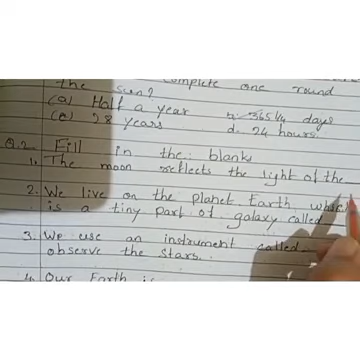 the sun? complete one round
(a) Half a year b. 365¼ days
(c) 28 years d. 24 hours
Q.2. Fill in the blanks
1. The moon reflects the light of the
2. We live on the planet Earth which
is a tiny part of galaxy called
3. We use an instrument called
observe the stars.
4. Our Earth is